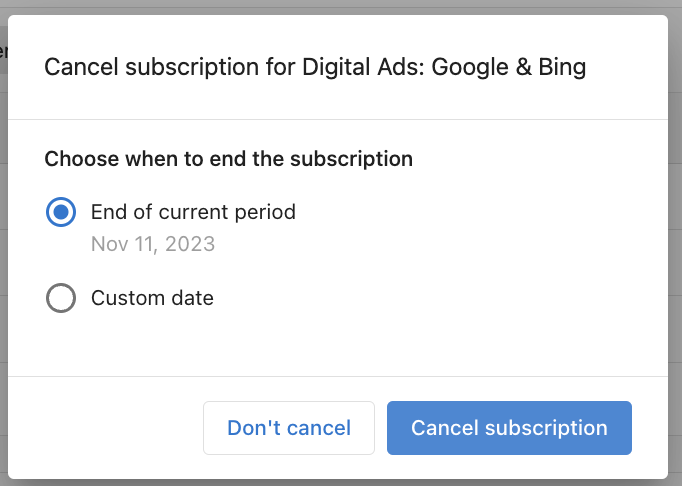 Cancel subscription for Digital Ads: Google & Bing
Choose when to end the subscription
End of current period
Nov 11, 2023
Custom date
Don't cancel
Cancel subscription